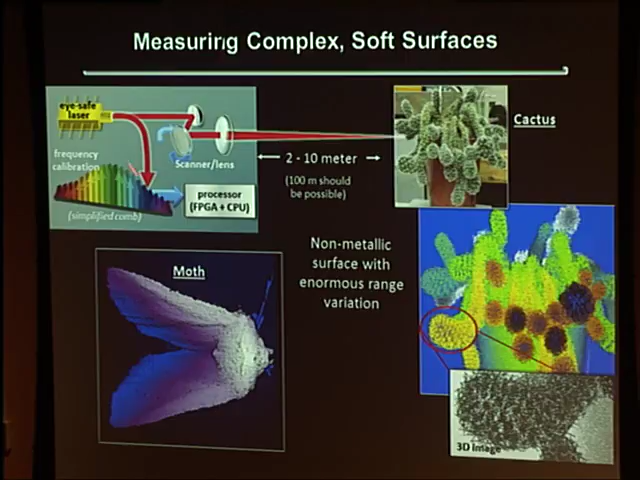 Measuring Complex, Soft Surfaces
eye-safe
laser
frequency
calibration
Scanner/lens
processor
(FPGA + CPU)
(simplified comb)
2 - 10 meter
(100 m should
be possible)
Cactus
Moth
Non-metallic
surface with
enormous range
variation
3D Image